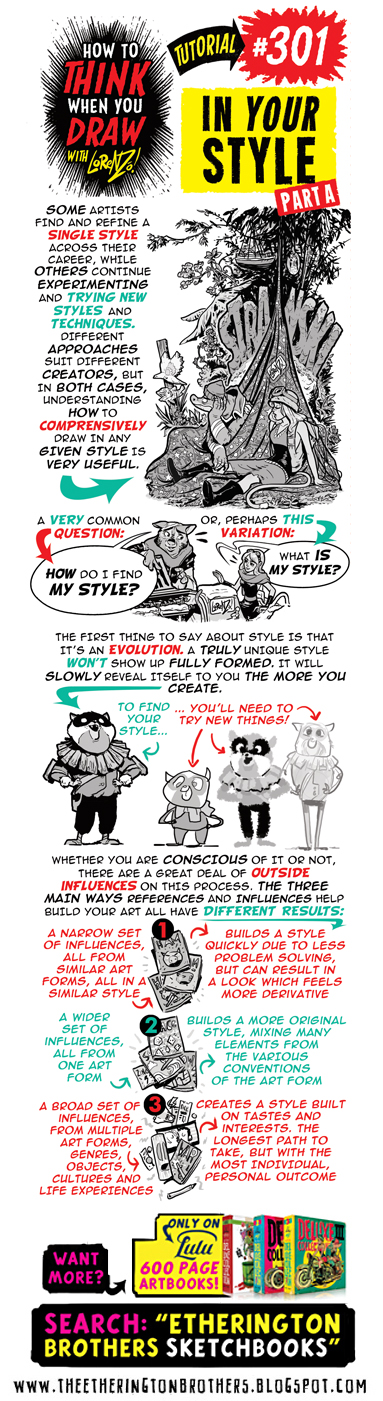 HOW TO
THINK
WHEN YOU
DRAW
WITH LORENZO!
TUTORIAL
#301
IN YOUR
STYLE
PART A
SOME ARTISTS
FIND AND REFINE A
SINGLE STYLE
ACROSS THEIR
CAREER, WHILE
OTHERS CONTINUE
EXPERIMENTING
AND TRYING NEW
STYLES AND
TECHNIQUES.
DIFFERENT
APPROACHES
SUIT DIFFERENT
CREATORS, BUT
IN BOTH CASES,
UNDERSTANDING
HOW TO
COMPRENSIVELY
DRAW IN ANY
GIVEN STYLE IS
VERY USEFUL.
A VERY COMMON
QUESTION:
OR, PERHAPS THIS
VARIATION:
HOW DO I FIND
MY STYLE?
WHAT IS
MY STYLE?
THE FIRST THING TO SAY ABOUT STYLE IS THAT
IT'S AN EVOLUTION. A TRULY UNIQUE STYLE
WON'T SHOW UP FULLY FORMED. IT WILL
SLOWLY REVEAL ITSELF TO YOU THE MORE YOU
CREATE.
TO FIND
YOUR
STYLE...
... YOU'LL NEED TO
TRY NEW THINGS!
WHETHER YOU ARE CONSCIOUS OF IT OR NOT,
THERE ARE A GREAT DEAL OF OUTSIDE
INFLUENCES ON THIS PROCESS. THE THREE
MAIN WAYS REFERENCES AND INFLUENCES HELP
BUILD YOUR ART ALL HAVE DIFFERENT RESULTS:
1
A NARROW SET
OF INFLUENCES,
ALL FROM
SIMILAR ART
FORMS, ALL IN A
SIMILAR STYLE
BUILDS A STYLE
QUICKLY DUE TO LESS
PROBLEM SOLVING,
BUT CAN RESULT IN
A LOOK WHICH FEELS
MORE DERIVATIVE
2
A WIDER
SET OF
INFLUENCES,
ALL FROM
ONE ART
FORM
BUILDS A MORE ORIGINAL
STYLE, MIXING MANY
ELEMENTS FROM
THE VARIOUS
CONVENTIONS
OF THE ART FORM
3
A BROAD SET OF
INFLUENCES,
FROM MULTIPLE
ART FORMS,
GENRES,
OBJECTS,
CULTURES AND
LIFE EXPERIENCES
CREATES A STYLE BUILT
ON TASTES AND
INTERESTS. THE
LONGEST PATH TO
TAKE, BUT WITH THE
MOST INDIVIDUAL,
PERSONAL OUTCOME
WANT
MORE?
ONLY ON
Lulu
600 PAGE
ARTBOOKS!
SEARCH: "ETHERINGTON
BROTHERS SKETCHBOOKS"
WWW.THEETHERINGTONBROTHERS.BLOGSPOT.COM